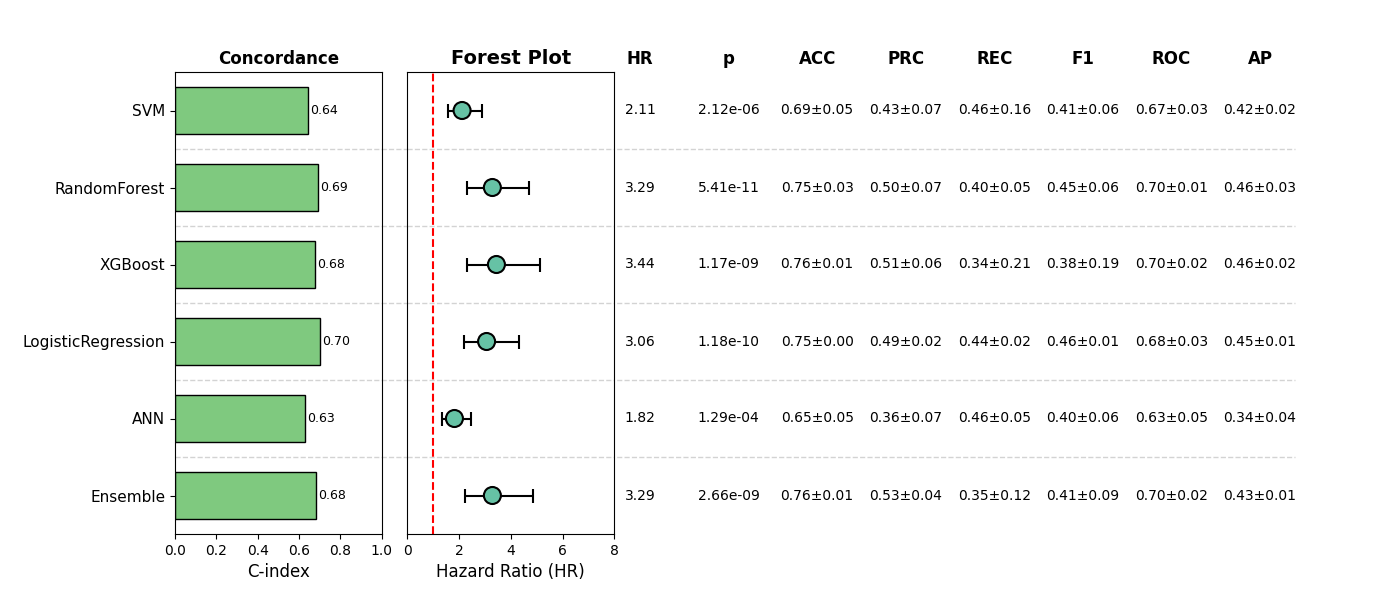 Concordance Forest Plot HR p ACC PRC REC F1 ROC AP
SVM 0.64 2.11 2.12e-06 0.69±0.05 0.43±0.07 0.46±0.16 0.41±0.06 0.67±0.03 0.42±0.02
RandomForest 0.69 3.29 5.41e-11 0.75±0.03 0.50±0.07 0.40±0.05 0.45±0.06 0.70±0.01 0.46±0.03
XGBoost 0.68 3.44 1.17e-09 0.76±0.01 0.51±0.06 0.34±0.21 0.38±0.19 0.70±0.02 0.46±0.02
LogisticRegression 0.70 3.06 1.18e-10 0.75±0.00 0.49±0.02 0.44±0.02 0.46±0.01 0.68±0.03 0.45±0.01
ANN 0.63 1.82 1.29e-04 0.65±0.05 0.36±0.07 0.46±0.05 0.40±0.06 0.63±0.05 0.34±0.04
Ensemble 0.68 3.29 2.66e-09 0.76±0.01 0.53±0.04 0.35±0.12 0.41±0.09 0.70±0.02 0.43±0.01
0.0 0.2 0.4 0.6 0.8 1.0 0 2 4 6 8
C-index Hazard Ratio (HR)